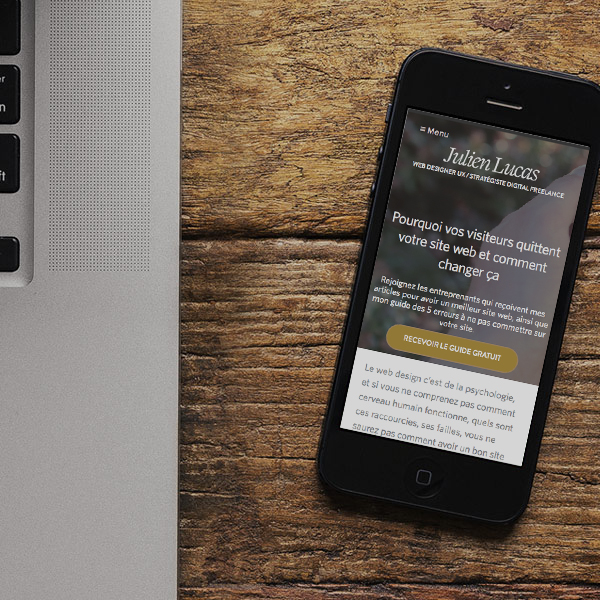 er
n
ft
≡ Menu
Julien Lucas
WEB DESIGNER UX / STRATÉGISTE DIGITAL FREELANCE
Pourquoi vos visiteurs quittent
votre site web et comment
changer ça
Rejoignez les entreprenants qui reçoivent mes
articles pour avoir un meilleur site web, ainsi que
mon guide des 5 erreurs à ne pas commettre sur
votre site.
RECEVOIR LE GUIDE GRATUIT
Le web design c'est de la psychologie,
et si vous ne comprenez pas comment
cerveau humain fonctionne, quels sont
ces raccourcies, ses failles, vous ne
saurez pas comment avoir un bon site